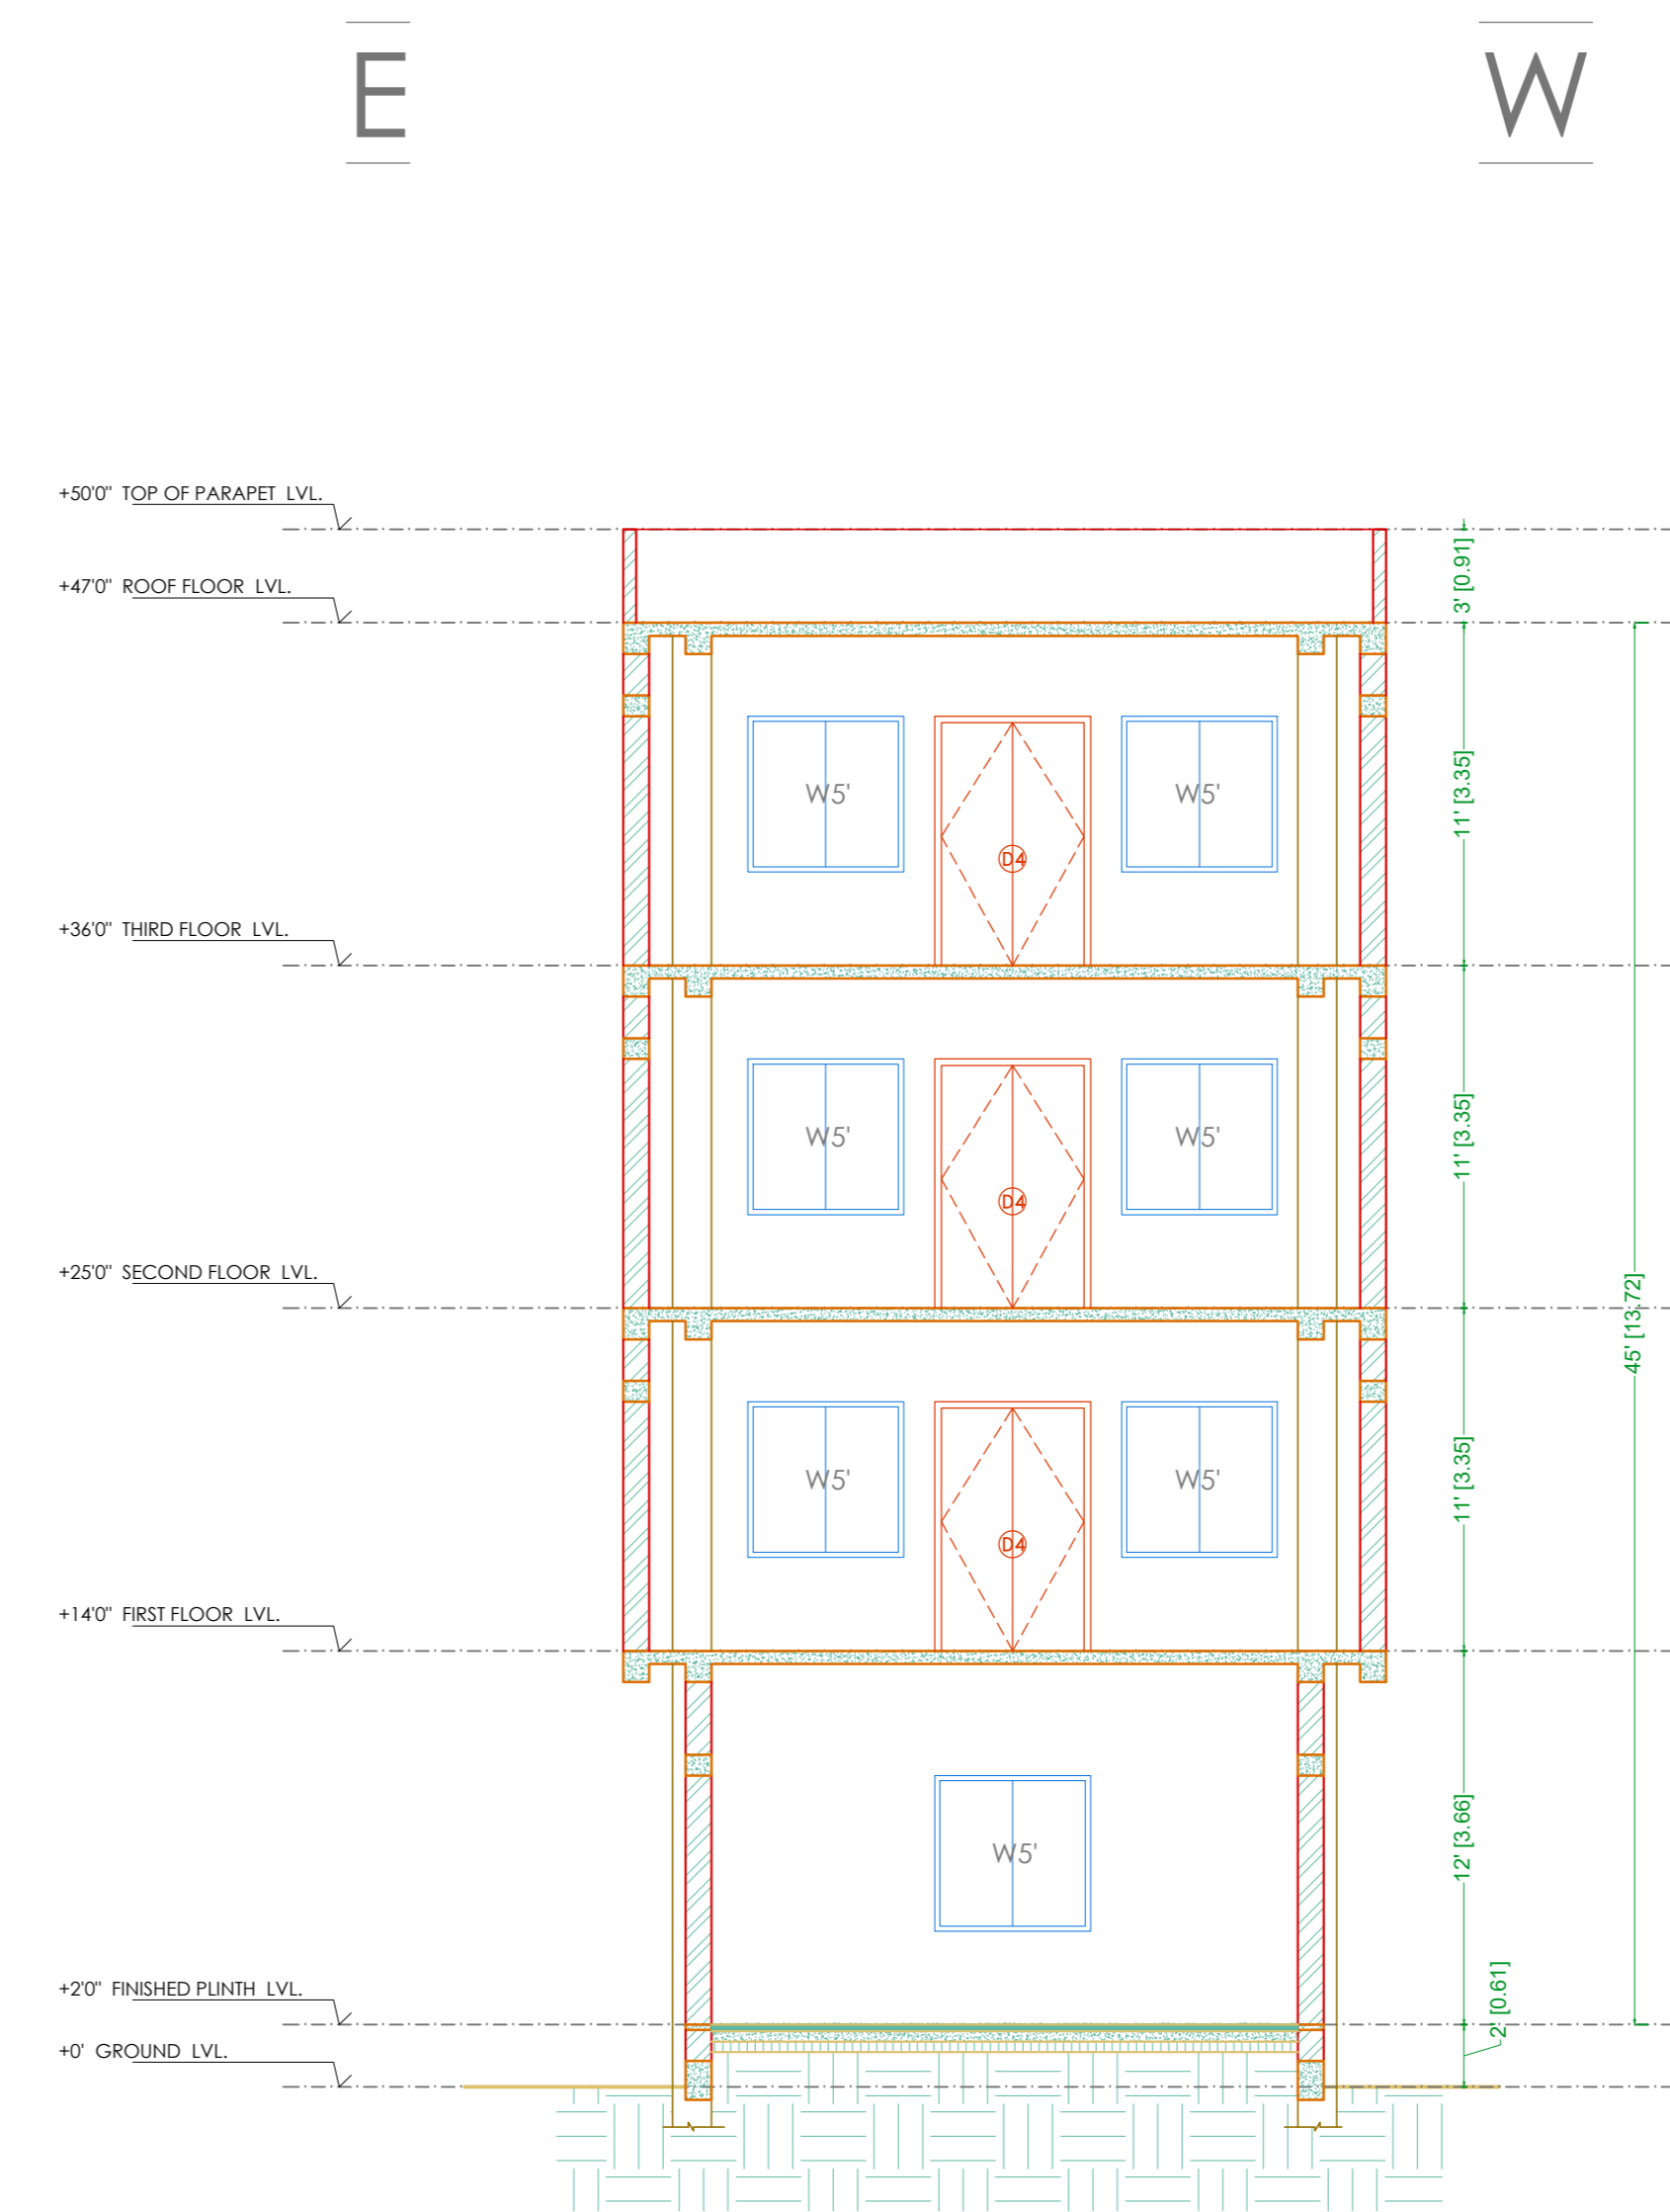 E
W
+50'0" TOP OF PARAPET LVL.
3' [0.91]
+47'0" ROOF FLOOR LVL.
W5'
D4
W5'
11' [3.35]
+36'0" THIRD FLOOR LVL.
W5'
D4
W5'
11' [3.35]
+25'0" SECOND FLOOR LVL.
45' [13.72]
W5'
D4
W5'
11' [3.35]
+14'0" FIRST FLOOR LVL.
W5'
12' [3.66]
+2'0" FINISHED PLINTH LVL.
2' [0.61]
+0' GROUND LVL.